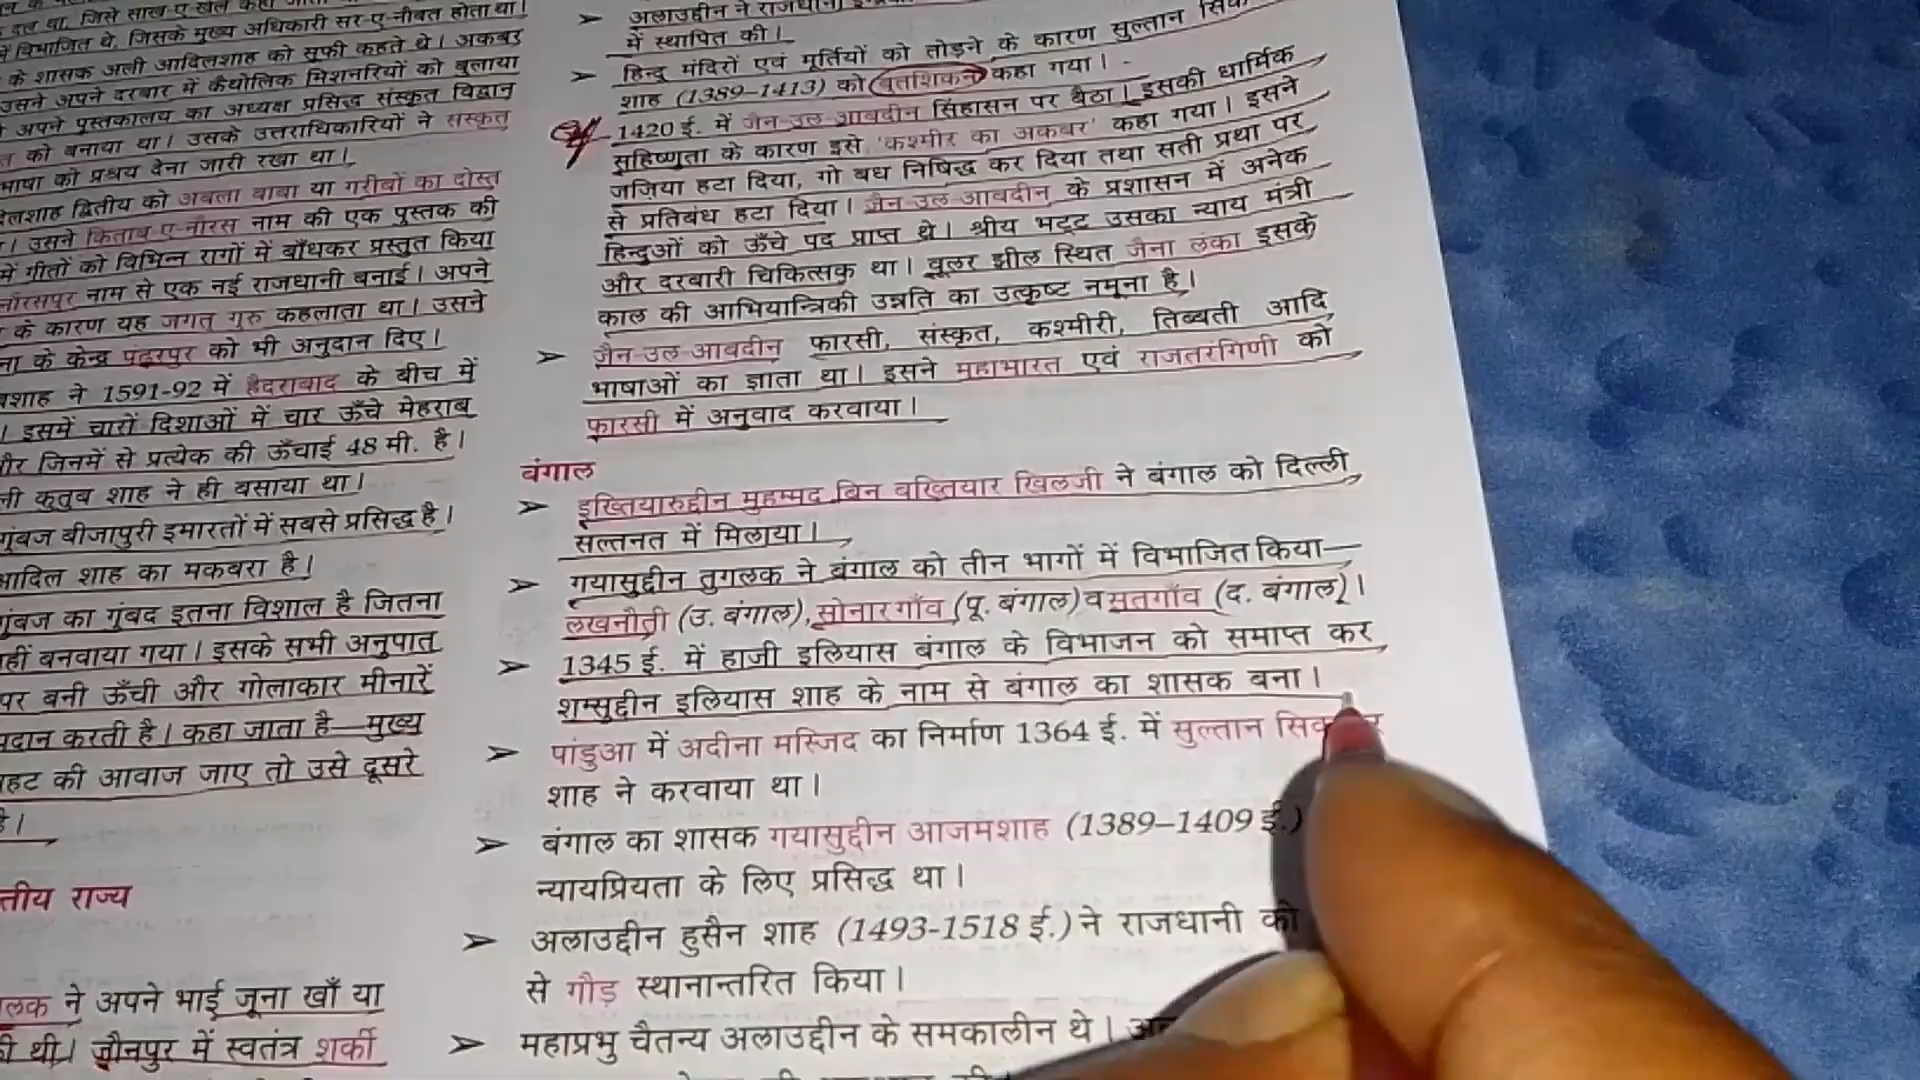 दल था, जिसे साख-ए-खेल कहा जाता
में विभाजित थे, जिसके मुख्य अधिकारी सर-ए-नौबत होता था।
के शासक अली आदिलशाह को सूफी कहते थे। अकबर
उसने अपने दरबार में कैथोलिक मिशनरियों को बुलाया
अपने पुस्तकालय का अध्यक्ष प्रसिद्ध संस्कृत विद्वान
को बनाया था। उसके उत्तराधिकारियों ने संस्कृत
भाषा को प्रश्रय देना जारी रखा था।
द्वितीय को अबला बाबा या गरीबों का दोस्त
। उसने किताब-ए-नौरस नाम की एक पुस्तक की
में गीतों को विभिन्न रागों में बाँधकर प्रस्तुत किया
नौरसपुर नाम से एक नई राजधानी बनाई। अपने
के कारण यह जगत् गुरु कहलाता था। उसने
के केन्द्र पंढरपुर को भी अनुदान दिए।
ने 1591-92 में हैदराबाद के बीच में
। इसमें चारों दिशाओं में चार ऊँचे मेहराब
और जिनमें से प्रत्येक की ऊँचाई 48 मी. है।
कुतुब शाह ने ही बसाया था।
गुंबज बीजापुरी इमारतों में सबसे प्रसिद्ध है।
आदिल शाह का मकबरा है।
गुंबज का गुंबद इतना विशाल है जितना
नहीं बनवाया गया। इसके सभी अनुपात
पर बनी ऊँची और गोलाकार मीनारें
प्रदान करती है। कहा जाता है—मुख्य
की आवाज जाए तो उसे दूसरे
है।
राज्य
ने अपने भाई जूना खाँ या
की थी। जौनपुर में स्वतंत्र शर्की
अलाउद्दीन ने राजधानी
में स्थापित की।
➤ हिन्दू मंदिरों एवं मूर्तियों को तोड़ने के कारण सुल्तान
शाह (1389–1413) को बुतशिकन कहा गया।
1420 ई. में जैन-उल-आबदीन सिंहासन पर बैठा। इसकी धार्मिक
सहिष्णुता के कारण इसे 'कश्मीर का अकबर' कहा गया। इसने
जजिया हटा दिया, गो बध निषिद्ध कर दिया तथा सती प्रथा पर
से प्रतिबंध हटा दिया। जैन-उल-आबदीन के प्रशासन में अनेक
हिन्दुओं को ऊँचे पद प्राप्त थे। श्रीय भट्ट उसका न्याय मंत्री
और दरबारी चिकित्सक था। वूलर झील स्थित जैना लंका इसके
काल की आभियान्त्रिकी उन्नति का उत्कृष्ट नमूना है।
➤ जैन-उल-आबदीन फारसी, संस्कृत, कश्मीरी, तिब्बती आदि
भाषाओं का ज्ञाता था। इसने महाभारत एवं राजतरंगिणी को
फारसी में अनुवाद करवाया।
बंगाल
➤ इख्तियारुद्दीन मुहम्मद बिन बख्तियार खिलजी ने बंगाल को दिल्ली
सल्तनत में मिलाया।
➤ गयासुद्दीन तुगलक ने बंगाल को तीन भागों में विभाजित किया—
लखनौती (उ. बंगाल), सोनारगाँव (पू. बंगाल) व सतगाँव (द. बंगाल)।
➤ 1345 ई. में हाजी इलियास बंगाल के विभाजन को समाप्त कर
शम्सुद्दीन इलियास शाह के नाम से बंगाल का शासक बना।
➤ पांडुआ में अदीना मस्जिद का निर्माण 1364 ई. में सुल्तान
शाह ने करवाया था।
➤ बंगाल का शासक गयासुद्दीन आजमशाह (1389–1409 ई.)
न्यायप्रियता के लिए प्रसिद्ध था।
➤ अलाउद्दीन हुसैन शाह (1493-1518 ई.) ने राजधानी को
से गौड़ स्थानान्तरित किया।
➤ महाप्रभु चैतन्य अलाउद्दीन के समकालीन थे।